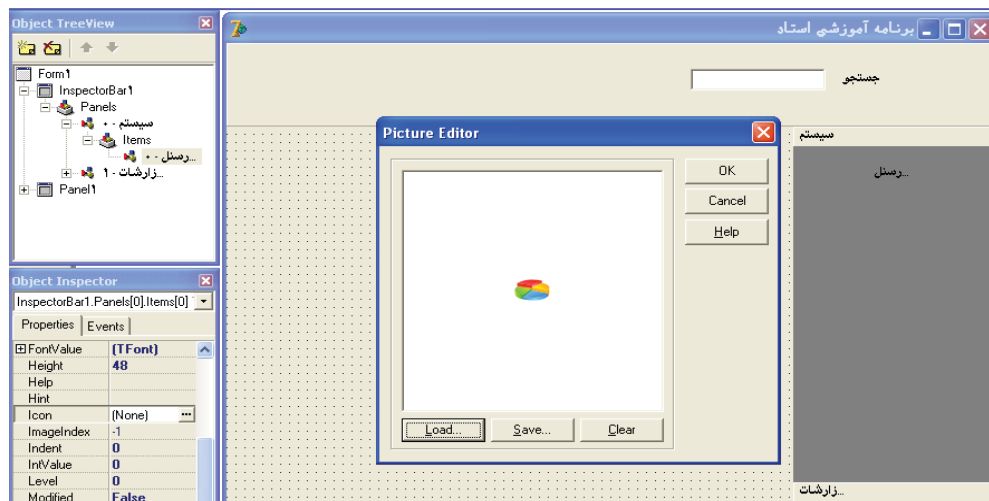 Object TreeView
Form1
InspectorBar1
Panels
سیستم - ۰
Items
...رسنل - ۰
...زارشات - ۱
Panel1
Object Inspector
InspectorBar1.Panels[0].Items[0]
Properties
Events
FontValue (TFont)
Height 48
Help
Hint
Icon (None) ...
ImageIndex -1
Indent 0
IntValue 0
Level 0
Modified False
برنامه آموزشی استاد
جستجو
Picture Editor
OK
Cancel
Help
Load...
Save...
Clear
سیستم
...رسنل
...زارشات